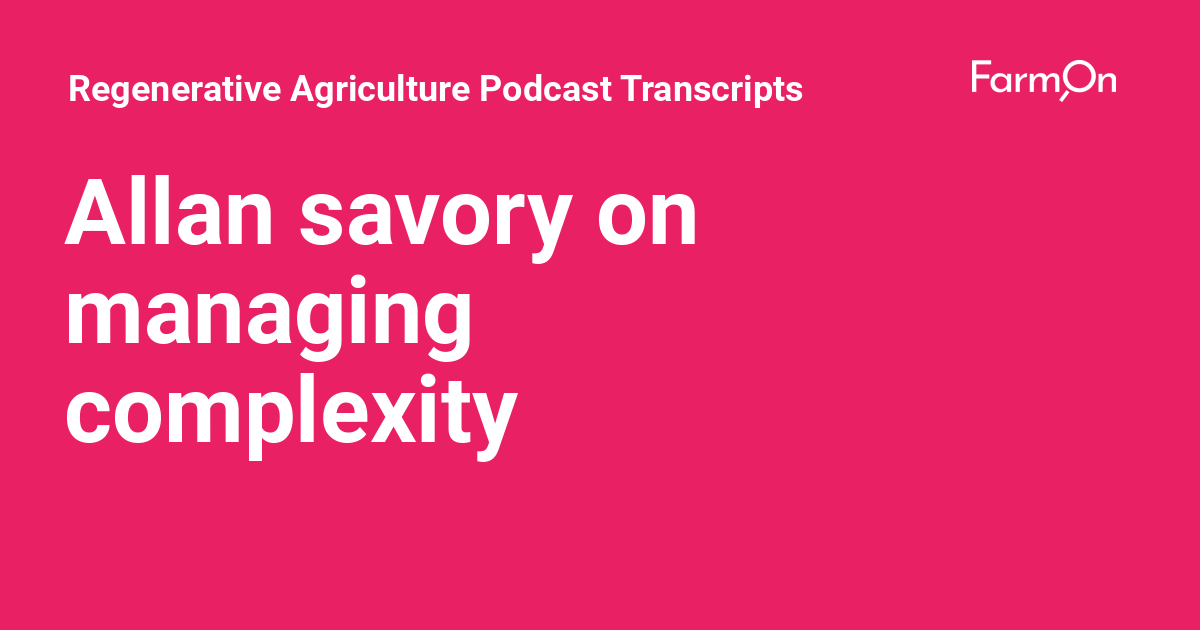 Regenerative Agriculture Podcast Transcripts
FarmOn
Allan savory on
managing
complexity